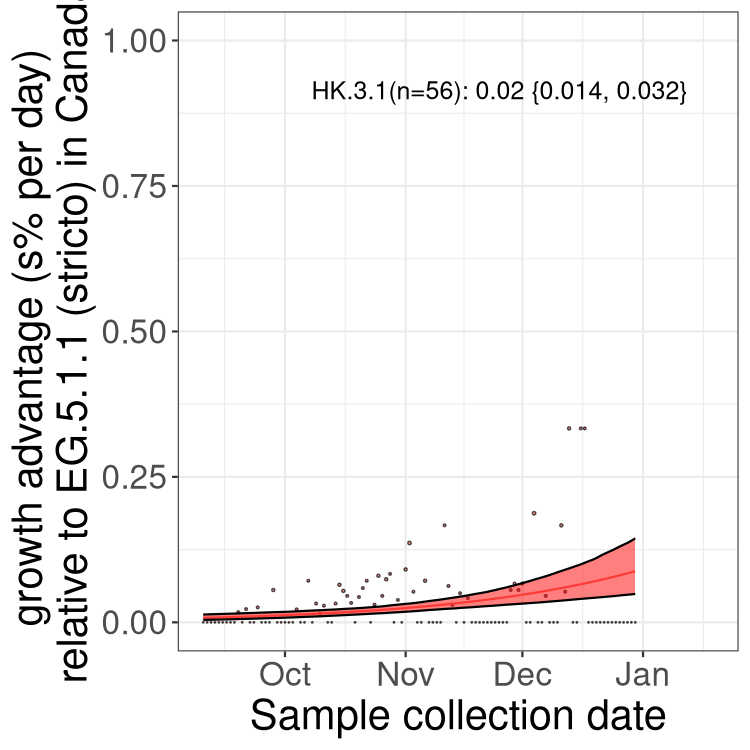 growth advantage (s% per day)
relative to EG.5.1.1 (stricto) in Canada
1.00
HK.3.1(n=56): 0.02 {0.014, 0.032}
0.75
0.50
0.25
0.00
Oct Nov Dec Jan
Sample collection date